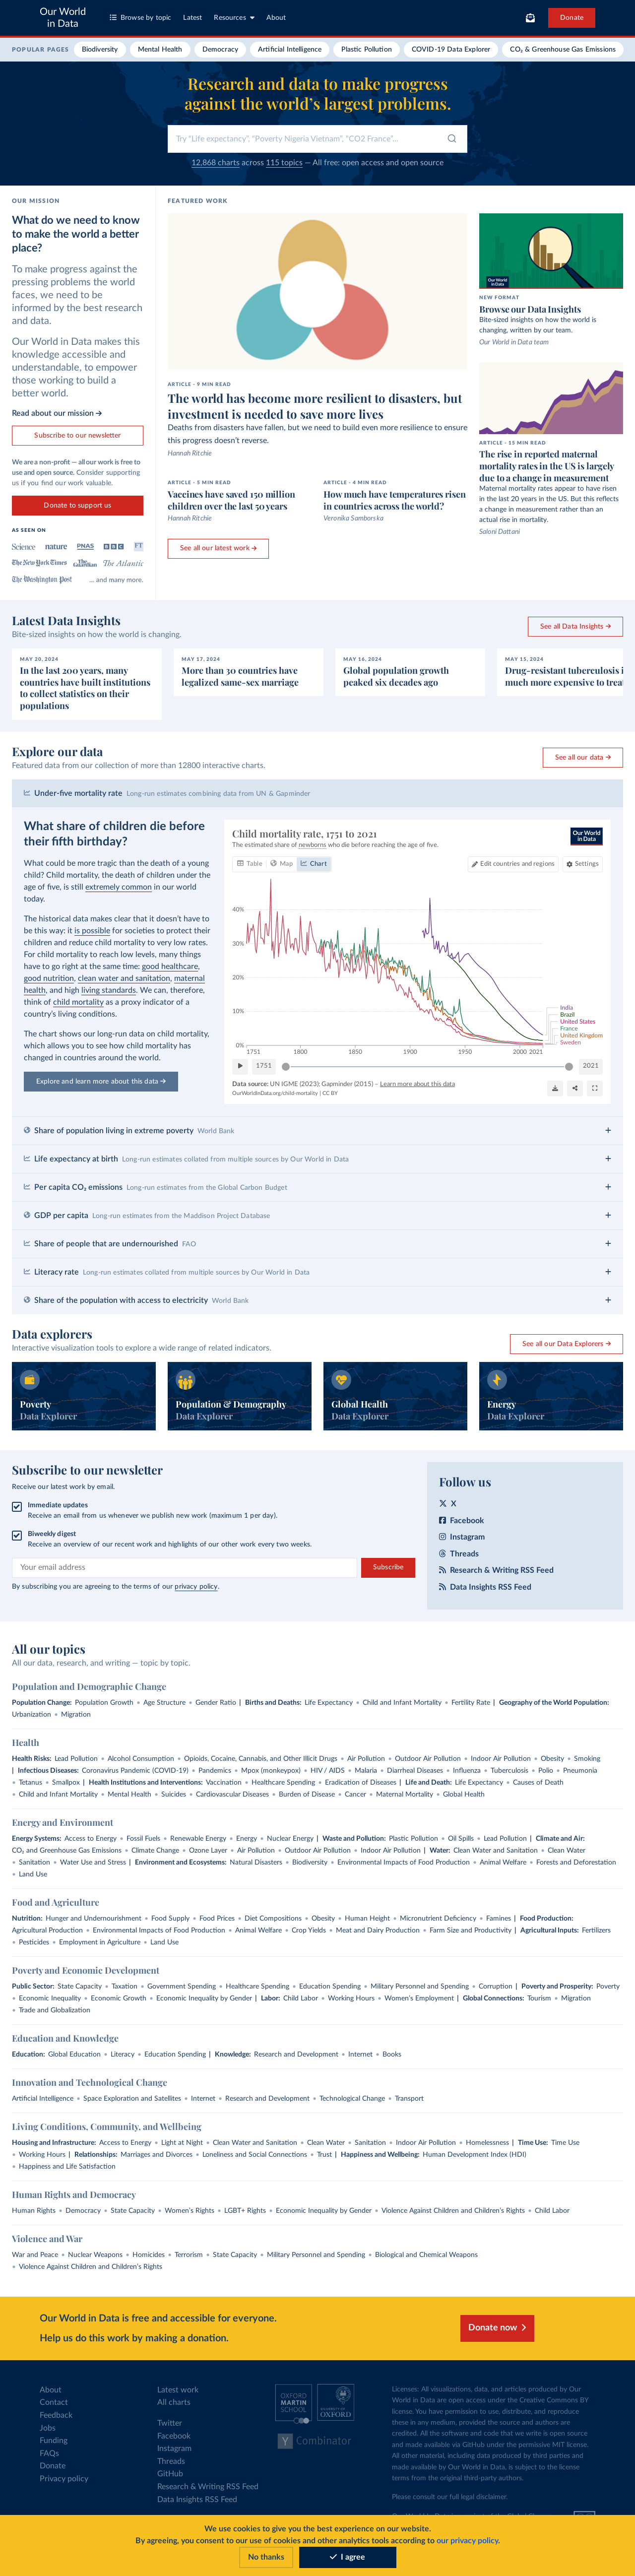 Our World
in Data
Browse by topic
Latest
Resources
About
Donate
POPULAR PAGES
Biodiversity
Mental Health
Democracy
Artificial Intelligence
Plastic Pollution
COVID-19 Data Explorer
CO₂ & Greenhouse Gas Emissions
Research and data to make progress
against the world's largest problems.
Try "Life expectancy", "Poverty Nigeria Vietnam", "CO2 France"...
12,868 charts across 115 topics — All free: open access and open source
OUR MISSION
What do we need to know
to make the world a better
place?
To make progress against the
pressing problems the world
faces, we need to be
informed by the best research
and data.
Our World in Data makes this
knowledge accessible and
understandable, to empower
those working to build a
better world.
Read about our mission →
Subscribe to our newsletter
We are a non-profit — all our work is free to
use and open source. Consider supporting
us if you find our work valuable.
Donate to support us
AS SEEN ON
Science nature PNAS BBC FT
The New York Times The Guardian The Atlantic
The Washington Post ... and many more.
FEATURED WORK
ARTICLE - 9 MIN READ
The world has become more resilient to disasters, but
investment is needed to save more lives
Deaths from disasters have fallen, but we need to build even more resilience to ensure
this progress doesn't reverse.
Hannah Ritchie
ARTICLE - 5 MIN READ
Vaccines have saved 150 million
children over the last 50 years
Hannah Ritchie
ARTICLE - 4 MIN READ
How much have temperatures risen
in countries across the world?
Veronika Samborska
See all our latest work →
Our World
in Data
NEW FORMAT
Browse our Data Insights
Bite-sized insights on how the world is
changing, written by our team.
Our World in Data team
ARTICLE - 15 MIN READ
The rise in reported maternal
mortality rates in the US is largely
due to a change in measurement
Maternal mortality rates appear to have risen
in the last 20 years in the US. But this reflects
a change in measurement rather than an
actual rise in mortality.
Saloni Dattani
Latest Data Insights
Bite-sized insights on how the world is changing.
See all Data Insights →
MAY 20, 2024
In the last 200 years, many
countries have built institutions
to collect statistics on their
populations
MAY 17, 2024
More than 30 countries have
legalized same-sex marriage
MAY 16, 2024
Global population growth
peaked six decades ago
MAY 15, 2024
Drug-resistant tuberculosis i
much more expensive to treat
Explore our data
Featured data from our collection of more than 12800 interactive charts.
See all our data →
Under-five mortality rate Long-run estimates combining data from UN & Gapminder
What share of children die before
their fifth birthday?
What could be more tragic than the death of a young
child? Child mortality, the death of children under the
age of five, is still extremely common in our world
today.
The historical data makes clear that it doesn't have to
be this way: it is possible for societies to protect their
children and reduce child mortality to very low rates.
For child mortality to reach low levels, many things
have to go right at the same time: good healthcare,
good nutrition, clean water and sanitation, maternal
health, and high living standards. We can, therefore,
think of child mortality as a proxy indicator of a
country's living conditions.
The chart shows our long-run data on child mortality,
which allows you to see how child mortality has
changed in countries around the world.
Explore and learn more about this data →
Child mortality rate, 1751 to 2021
The estimated share of newborns who die before reaching the age of five.
Our World
in Data
Table
Map
Chart
Edit countries and regions
Settings
40%
30%
20%
10%
0%
1751
1800
1850
1900
1950
2000
2021
India
Brazil
United States
France
United Kingdom
Sweden
1751
2021
Data source: UN IGME (2023); Gapminder (2015) – Learn more about this data
OurWorldInData.org/child-mortality | CC BY
Share of population living in extreme poverty World Bank
Life expectancy at birth Long-run estimates collated from multiple sources by Our World in Data
Per capita CO₂ emissions Long-run estimates from the Global Carbon Budget
GDP per capita Long-run estimates from the Maddison Project Database
Share of people that are undernourished FAO
Literacy rate Long-run estimates collated from multiple sources by Our World in Data
Share of the population with access to electricity World Bank
Data explorers
Interactive visualization tools to explore a wide range of related indicators.
See all our Data Explorers →
Poverty
Data Explorer
Population & Demography
Data Explorer
Global Health
Data Explorer
Energy
Data Explorer
Subscribe to our newsletter
Receive our latest work by email.
Immediate updates
Receive an email from us whenever we publish new work (maximum 1 per day).
Biweekly digest
Receive an overview of our recent work and highlights of our other work every two weeks.
Your email address
Subscribe
By subscribing you are agreeing to the terms of our privacy policy.
Follow us
X
Facebook
Instagram
Threads
Research & Writing RSS Feed
Data Insights RSS Feed
All our topics
All our data, research, and writing — topic by topic.
Population and Demographic Change
Population Change: Population Growth • Age Structure • Gender Ratio | Births and Deaths: Life Expectancy • Child and Infant Mortality • Fertility Rate | Geography of the World Population:
Urbanization • Migration
Health
Health Risks: Lead Pollution • Alcohol Consumption • Opioids, Cocaine, Cannabis, and Other Illicit Drugs • Air Pollution • Outdoor Air Pollution • Indoor Air Pollution • Obesity • Smoking
| Infectious Diseases: Coronavirus Pandemic (COVID-19) • Pandemics • Mpox (monkeypox) • HIV / AIDS • Malaria • Diarrheal Diseases • Influenza • Tuberculosis • Polio • Pneumonia
• Tetanus • Smallpox | Health Institutions and Interventions: Vaccination • Healthcare Spending • Eradication of Diseases | Life and Death: Life Expectancy • Causes of Death
• Child and Infant Mortality • Mental Health • Suicides • Cardiovascular Diseases • Burden of Disease • Cancer • Maternal Mortality • Global Health
Energy and Environment
Energy Systems: Access to Energy • Fossil Fuels • Renewable Energy • Energy • Nuclear Energy | Waste and Pollution: Plastic Pollution • Oil Spills • Lead Pollution | Climate and Air:
CO₂ and Greenhouse Gas Emissions • Climate Change • Ozone Layer • Air Pollution • Outdoor Air Pollution • Indoor Air Pollution | Water: Clean Water and Sanitation • Clean Water
• Sanitation • Water Use and Stress | Environment and Ecosystems: Natural Disasters • Biodiversity • Environmental Impacts of Food Production • Animal Welfare • Forests and Deforestation
• Land Use
Food and Agriculture
Nutrition: Hunger and Undernourishment • Food Supply • Food Prices • Diet Compositions • Obesity • Human Height • Micronutrient Deficiency • Famines | Food Production:
Agricultural Production • Environmental Impacts of Food Production • Animal Welfare • Crop Yields • Meat and Dairy Production • Farm Size and Productivity | Agricultural Inputs: Fertilizers
• Pesticides • Employment in Agriculture • Land Use
Poverty and Economic Development
Public Sector: State Capacity • Taxation • Government Spending • Healthcare Spending • Education Spending • Military Personnel and Spending • Corruption | Poverty and Prosperity: Poverty
• Economic Inequality • Economic Growth • Economic Inequality by Gender | Labor: Child Labor • Working Hours • Women's Employment | Global Connections: Tourism • Migration
• Trade and Globalization
Education and Knowledge
Education: Global Education • Literacy • Education Spending | Knowledge: Research and Development • Internet • Books
Innovation and Technological Change
Artificial Intelligence • Space Exploration and Satellites • Internet • Research and Development • Technological Change • Transport
Living Conditions, Community, and Wellbeing
Housing and Infrastructure: Access to Energy • Light at Night • Clean Water and Sanitation • Clean Water • Sanitation • Indoor Air Pollution • Homelessness | Time Use: Time Use
• Working Hours | Relationships: Marriages and Divorces • Loneliness and Social Connections • Trust | Happiness and Wellbeing: Human Development Index (HDI)
• Happiness and Life Satisfaction
Human Rights and Democracy
Human Rights • Democracy • State Capacity • Women's Rights • LGBT+ Rights • Economic Inequality by Gender • Violence Against Children and Children's Rights • Child Labor
Violence and War
War and Peace • Nuclear Weapons • Homicides • Terrorism • State Capacity • Military Personnel and Spending • Biological and Chemical Weapons
• Violence Against Children and Children's Rights
Our World in Data is free and accessible for everyone.
Help us do this work by making a donation.
Donate now
About
Contact
Feedback
Jobs
Funding
FAQs
Donate
Privacy policy
Latest work
All charts
Twitter
Facebook
Instagram
Threads
GitHub
Research & Writing RSS Feed
Data Insights RSS Feed
OXFORD
MARTIN
SCHOOL
UNIVERSITY OF
OXFORD
Y Combinator
Licenses: All visualizations, data, and articles produced by Our
World in Data are open access under the Creative Commons BY
license. You have permission to use, distribute, and reproduce
these in any medium, provided the source and authors are
credited. All the software and code that we write is open source
and made available via GitHub under the permissive MIT license.
All other material, including data produced by third parties and
made available by Our World in Data, is subject to the license
terms from the original third-party authors.
Please consult our full legal disclaimer.
We use cookies to give you the best experience on our website.
By agreeing, you consent to our use of cookies and other analytics tools according to our privacy policy.
No thanks
I agree